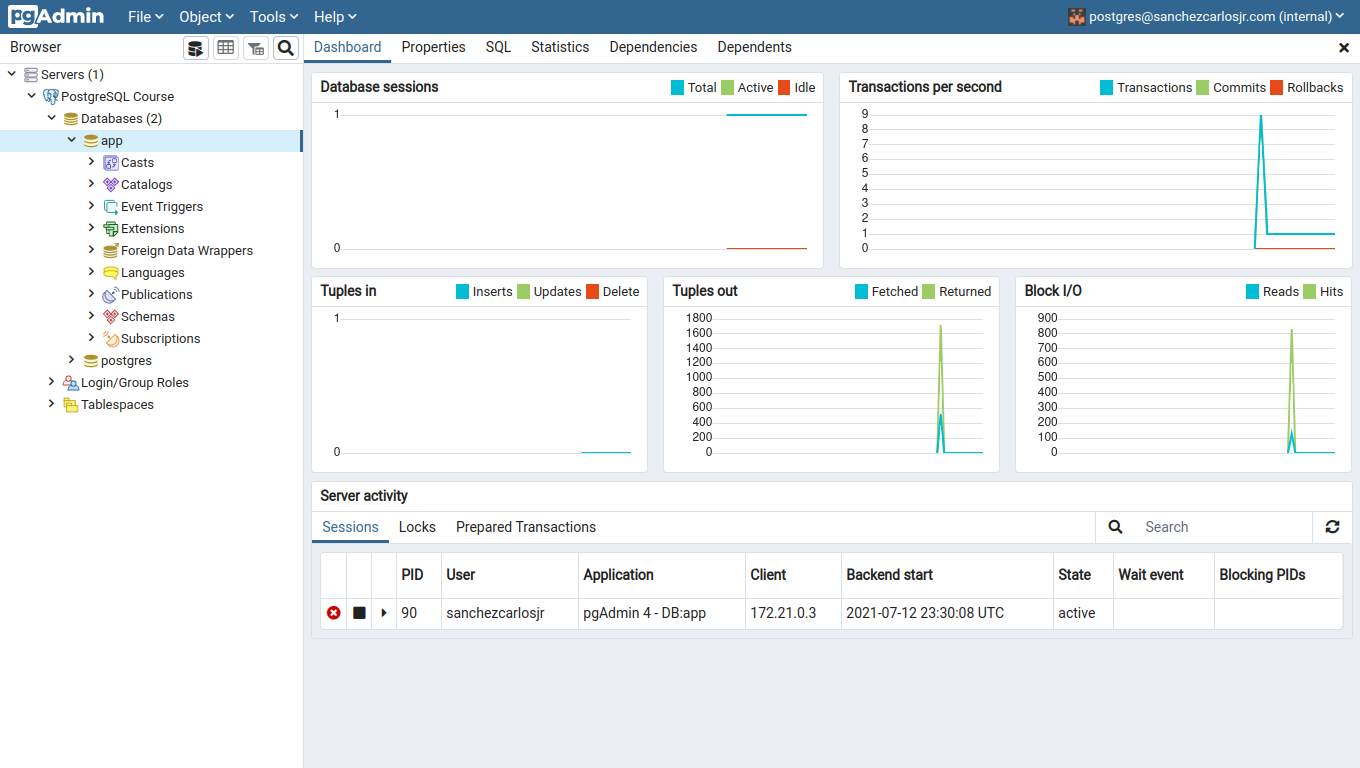 pgAdmin File Object Tools Help postgres@sanchezcarlosjr.com (internal)
Browser
Servers (1)
PostgreSQL Course
Databases (2)
app
Casts
Catalogs
Event Triggers
Extensions
Foreign Data Wrappers
Languages
Publications
Schemas
Subscriptions
postgres
Login/Group Roles
Tablespaces
Dashboard Properties SQL Statistics Dependencies Dependents
Database sessions Total Active Idle
1
0
Transactions per second Transactions Commits Rollbacks
9
8
7
6
5
4
3
2
1
0
Tuples in Inserts Updates Delete
1
0
Tuples out Fetched Returned
1800
1600
1400
1200
1000
800
600
400
200
0
Block I/O Reads Hits
900
800
700
600
500
400
300
200
100
0
Server activity
Sessions Locks Prepared Transactions Search
PID User Application Client Backend start State Wait event Blocking PIDs
90 sanchezcarlosjr pgAdmin 4 - DB:app 172.21.0.3 2021-07-12 23:30:08 UTC active